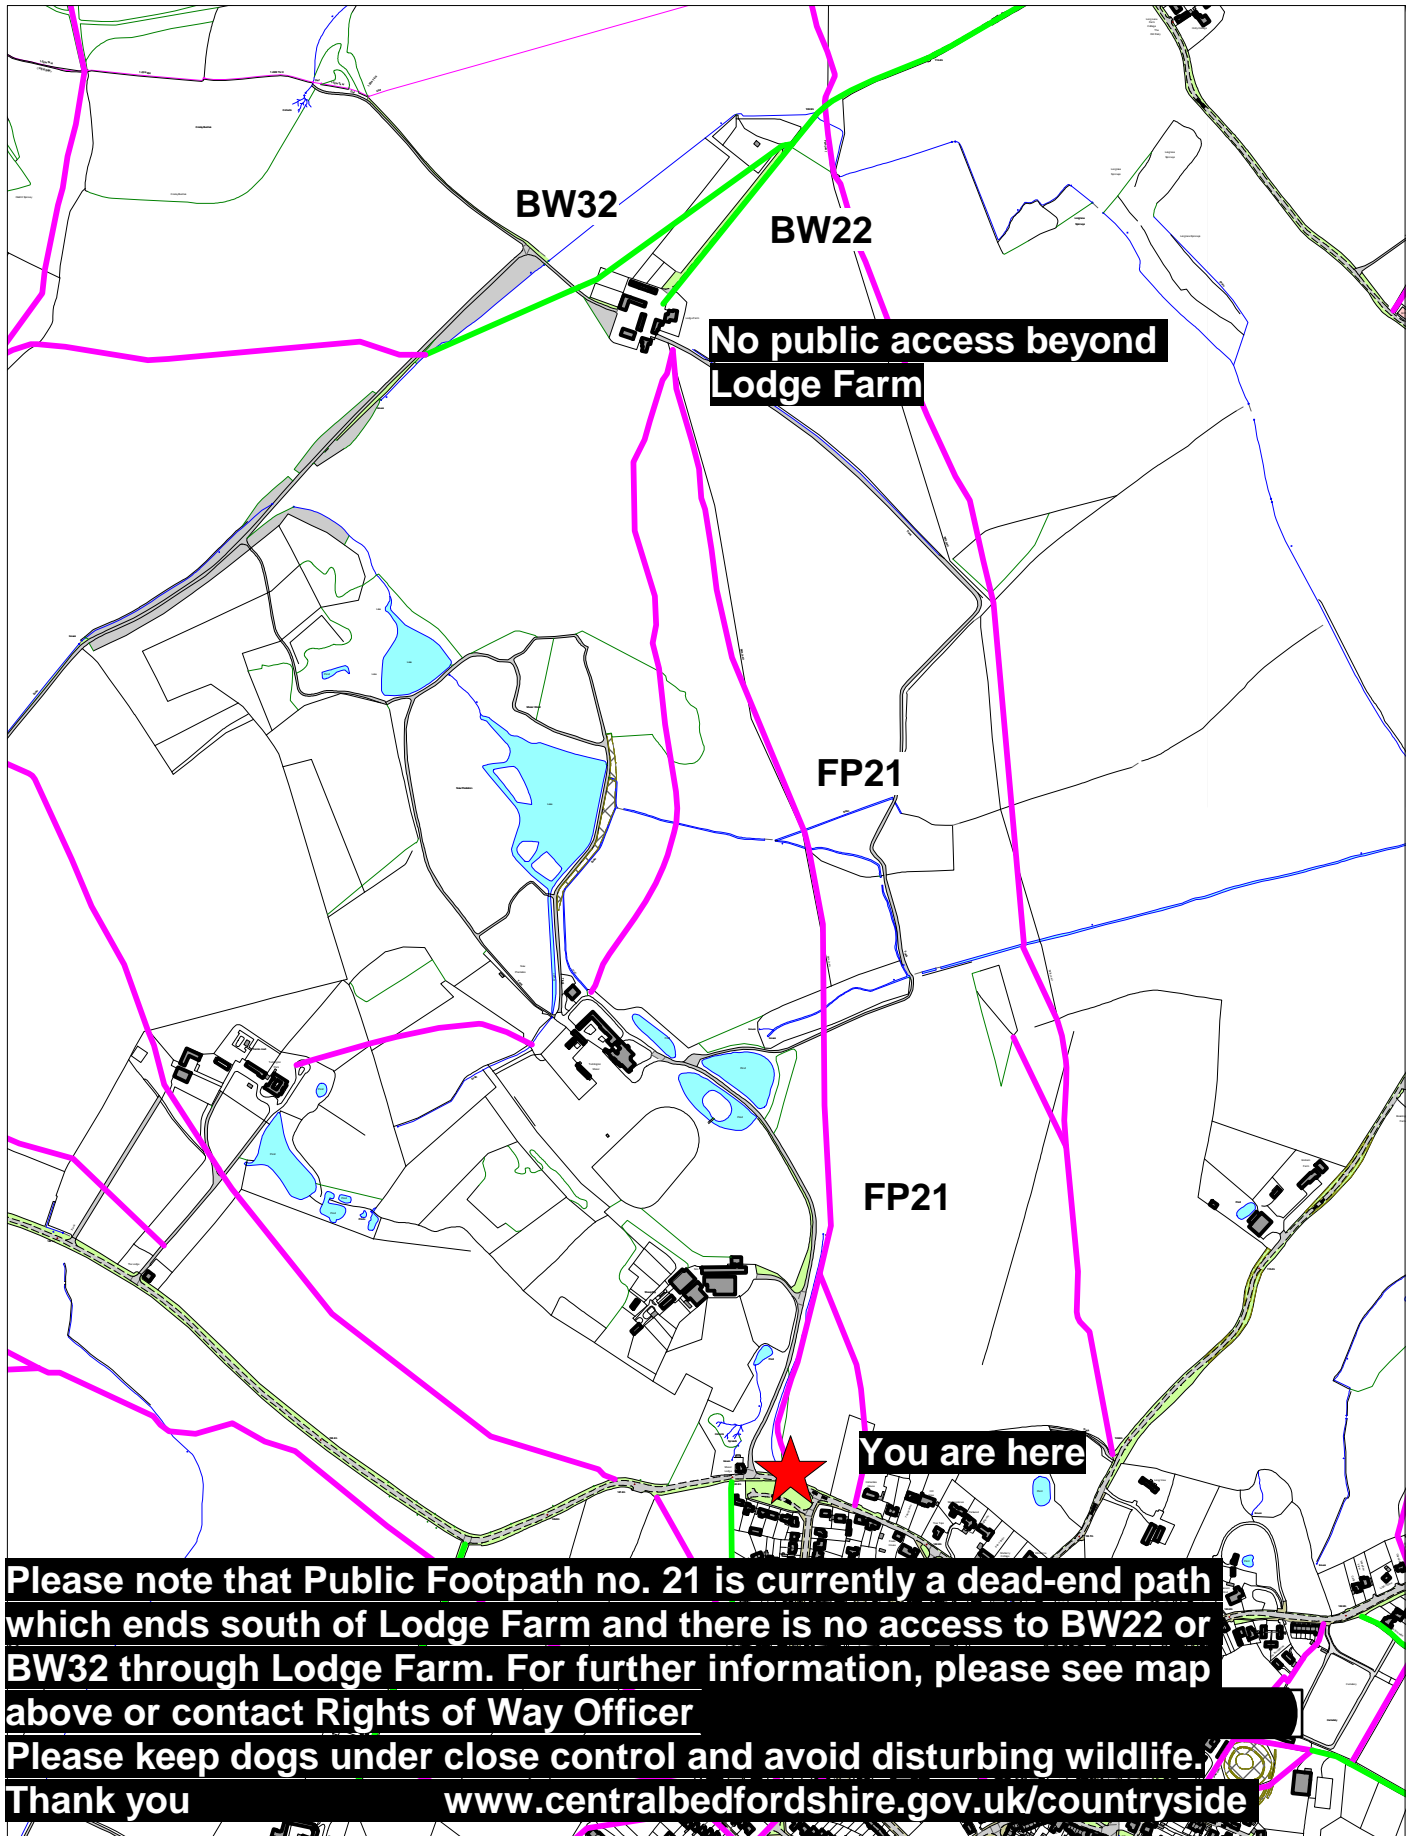 BW32
BW22
No public access beyond
Lodge Farm
FP21
FP21
You are here
Please note that Public Footpath no. 21 is currently a dead-end path
which ends south of Lodge Farm and there is no access to BW22 or
BW32 through Lodge Farm. For further information, please see map
above or contact Rights of Way Officer
Please keep dogs under close control and avoid disturbing wildlife.
Thank you www.centralbedfordshire.gov.uk/countryside